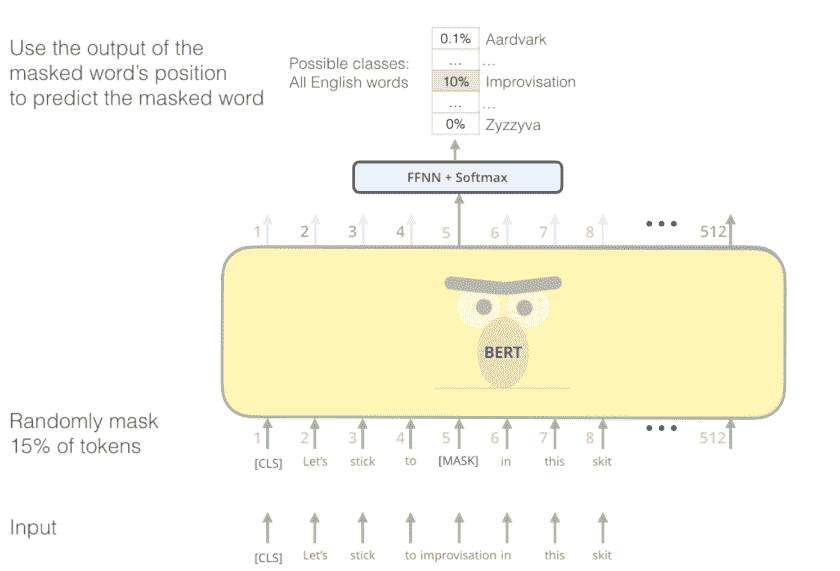 Use the output of the
masked word's position
to predict the masked word
Possible classes:
All English words
0.1% Aardvark
... ...
10% Improvisation
... ...
0% Zyzzyva
FFNN + Softmax
1 2 3 4 5 6 7 8 ••• 512
BERT
Randomly mask
15% of tokens
1 2 3 4 5 6 7 8 ••• 512
[CLS] Let's stick to [MASK] in this skit
Input
[CLS] Let's stick to improvisation in this skit